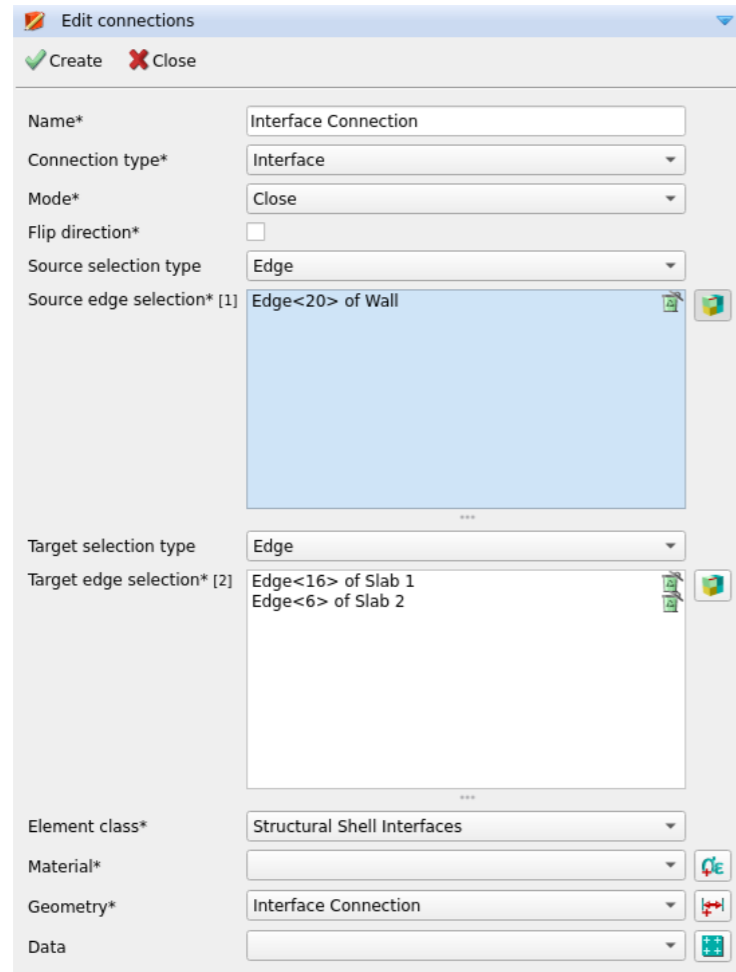 Edit connections
Create Close
Name* Interface Connection
Connection type* Interface
Mode* Close
Flip direction*
Source selection type Edge
Source edge selection* [1] Edge<20> of Wall
Target selection type Edge
Target edge selection* [2] Edge<16> of Slab 1
Edge<6> of Slab 2
Element class* Structural Shell Interfaces
Material*
Geometry* Interface Connection
Data